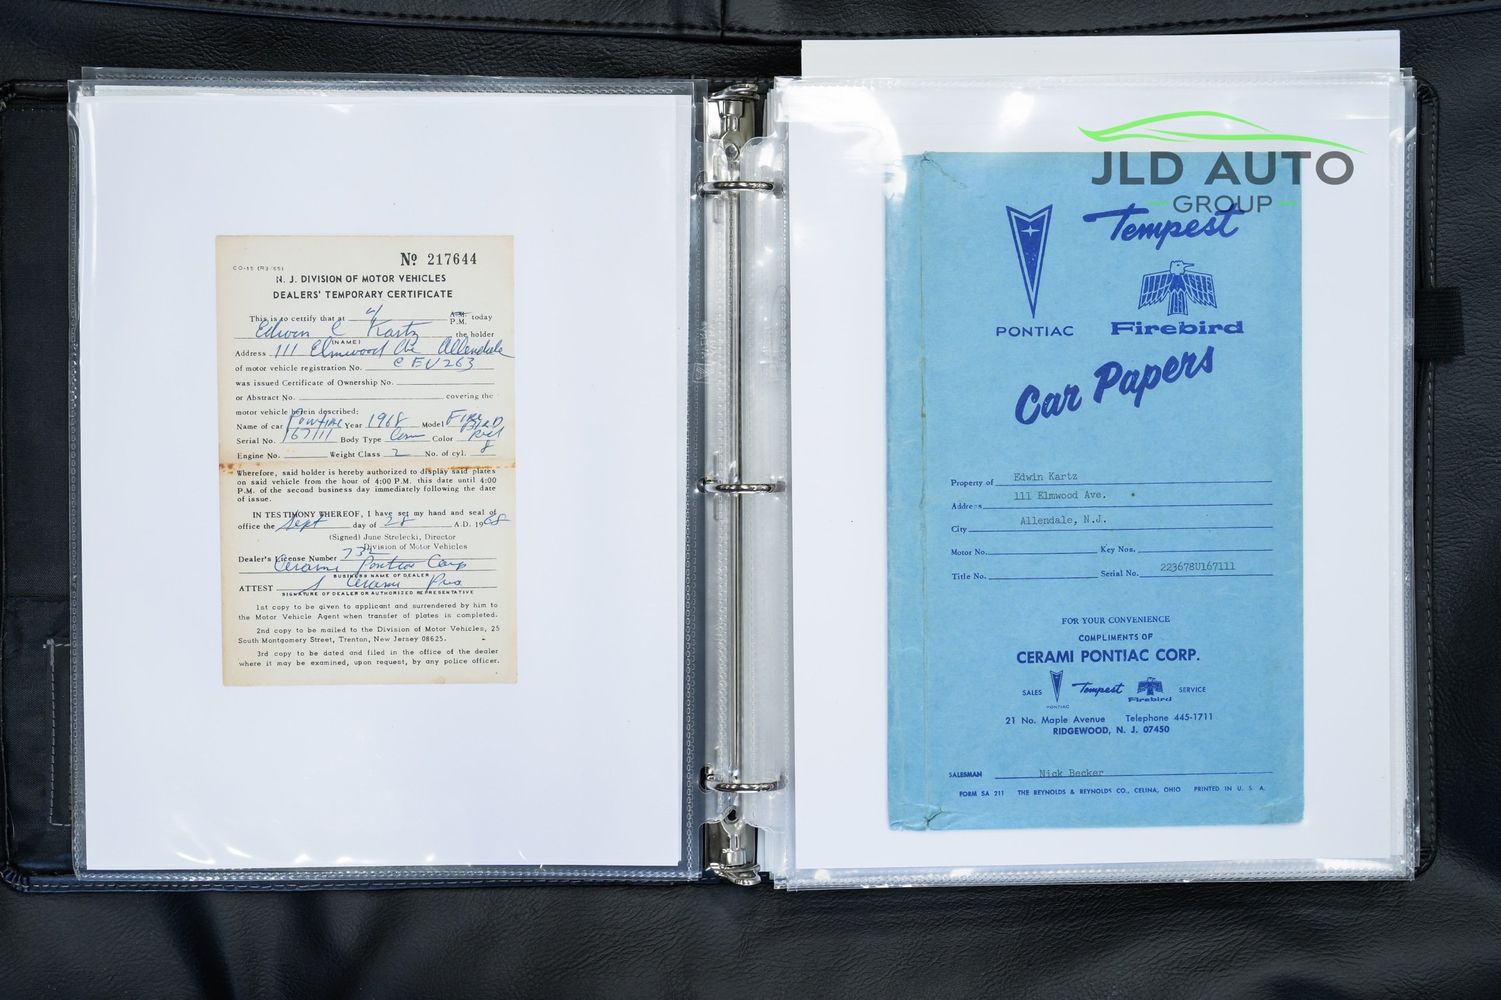 No 217644
CO-15 (R3/65)
N. J. DIVISION OF MOTOR VEHICLES
DEALERS' TEMPORARY CERTIFICATE
This is to certify that at 4 A.M. P.M. today
Edwin C Kartz the holder
(NAME)
Address 111 Elmwood Ave Allendale
of motor vehicle registration No. CEU263
was issued Certificate of Ownership No.
or Abstract No. covering the
motor vehicle herein described:
Name of car Pontiac Year 1968 Model FIREBIRD
Serial No. 167111 Body Type Conv Color Red
Engine No. Weight Class 2 No. of cyl. 8
Wherefore, said holder is hereby authorized to display said plates
on said vehicle from the hour of 4:00 P.M. this date until 4:00
P.M. of the second business day immediately following the date
of issue.
IN TESTIMONY WHEREOF, I have set my hand and seal of
office the Sept day of 28 A.D. 1968
(Signed) June Strelecki, Director
Division of Motor Vehicles
Dealer's License Number 732
Cerami Pontiac Corp
BUSINESS NAME OF DEALER
ATTEST S Cerami Pres
SIGNATURE OF DEALER OR AUTHORIZED REPRESENTATIVE
1st copy to be given to applicant and surrendered by him to
the Motor Vehicle Agent when transfer of plates is completed.
2nd copy to be mailed to the Division of Motor Vehicles, 25
South Montgomery Street, Trenton, New Jersey 08625.
3rd copy to be dated and filed in the office of the dealer
where it may be examined, upon request, by any police officer.
JLD AUTO
GROUP
Tempest
PONTIAC
Firebird
Car Papers
Property of Edwin Kartz
Address 111 Elmwood Ave.
City Allendale, N.J.
Motor No. Key Nos.
Title No. Serial No. 223678U167111
FOR YOUR CONVENIENCE
COMPLIMENTS OF
CERAMI PONTIAC CORP.
SALES PONTIAC Tempest Firebird SERVICE
21 No. Maple Avenue Telephone 445-1711
RIDGEWOOD, N. J. 07450
SALESMAN Nick Becker
FORM SA 211 THE REYNOLDS & REYNOLDS CO., CELINA, OHIO PRINTED IN U. S. A.